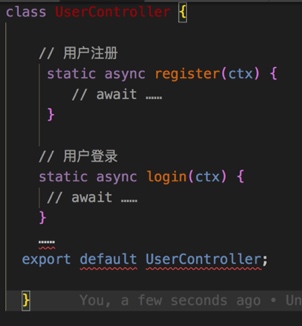 class UserController {
// 用户注册
static async register(ctx) {
// await ……
}
// 用户登录
static async login(ctx) {
// await ……
}
……
export default UserController;
} You, a few seconds ago • Un